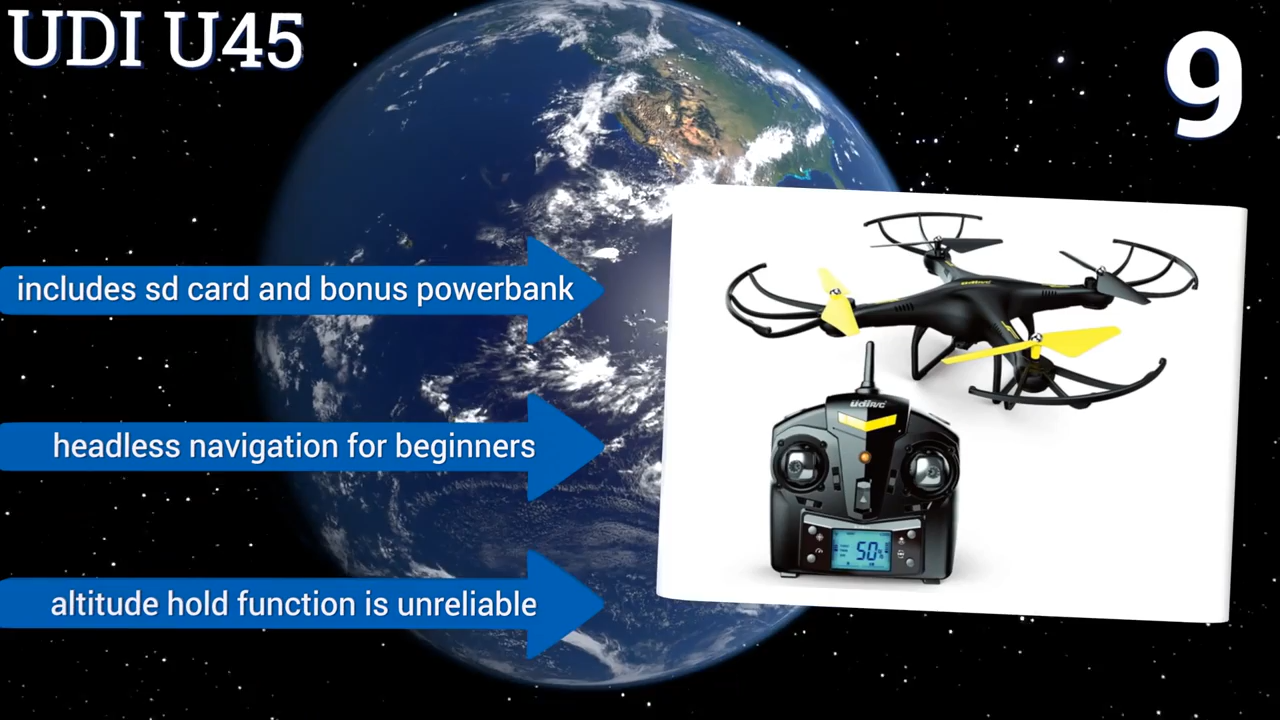 UDI U45
9
includes sd card and bonus powerbank
headless navigation for beginners
altitude hold function is unreliable
udirc
udi r/c
50%